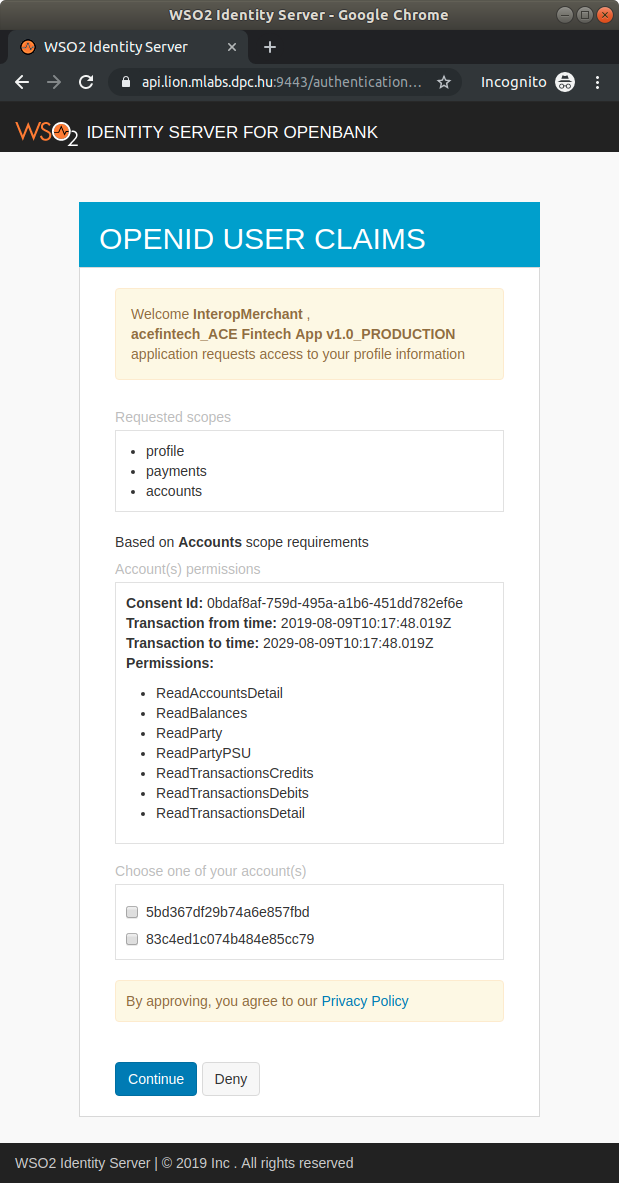 WSO2 Identity Server - Google Chrome
WSO2 Identity Server
api.lion.mlabs.dpc.hu:9443/authentication… Incognito
WSO2 IDENTITY SERVER FOR OPENBANK
OPENID USER CLAIMS
Welcome InteropMerchant ,
acefintech_ACE Fintech App v1.0_PRODUCTION
application requests access to your profile information
Requested scopes
profile
payments
accounts
Based on Accounts scope requirements
Account(s) permissions
Consent Id: 0bdaf8af-759d-495a-a1b6-451dd782ef6e
Transaction from time: 2019-08-09T10:17:48.019Z
Transaction to time: 2029-08-09T10:17:48.019Z
Permissions:
ReadAccountsDetail
ReadBalances
ReadParty
ReadPartyPSU
ReadTransactionsCredits
ReadTransactionsDebits
ReadTransactionsDetail
Choose one of your account(s)
5bd367df29b74a6e857fbd
83c4ed1c074b484e85cc79
By approving, you agree to our Privacy Policy
Continue Deny
WSO2 Identity Server | © 2019 Inc . All rights reserved